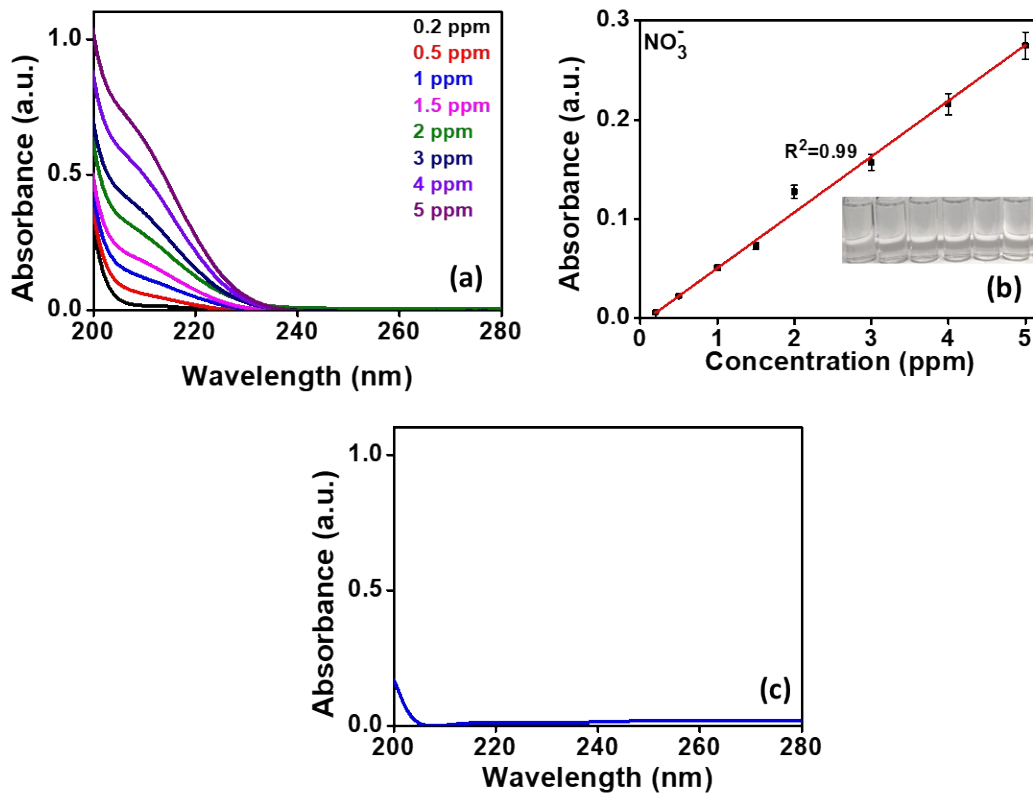 1.0
0.5
0.0
Absorbance (a.u.)
0.2 ppm
0.5 ppm
1 ppm
1.5 ppm
2 ppm
3 ppm
4 ppm
5 ppm
(a)
200 220 240 260 280
Wavelength (nm)
0.3
0.2
0.1
0.0
Absorbance (a.u.)
NO₃⁻
R²=0.99
(b)
1 2 3 4 5
Concentration (ppm)
1.0
0.5
0.0
Absorbance (a.u.)
(c)
200 220 240 260 280
Wavelength (nm)